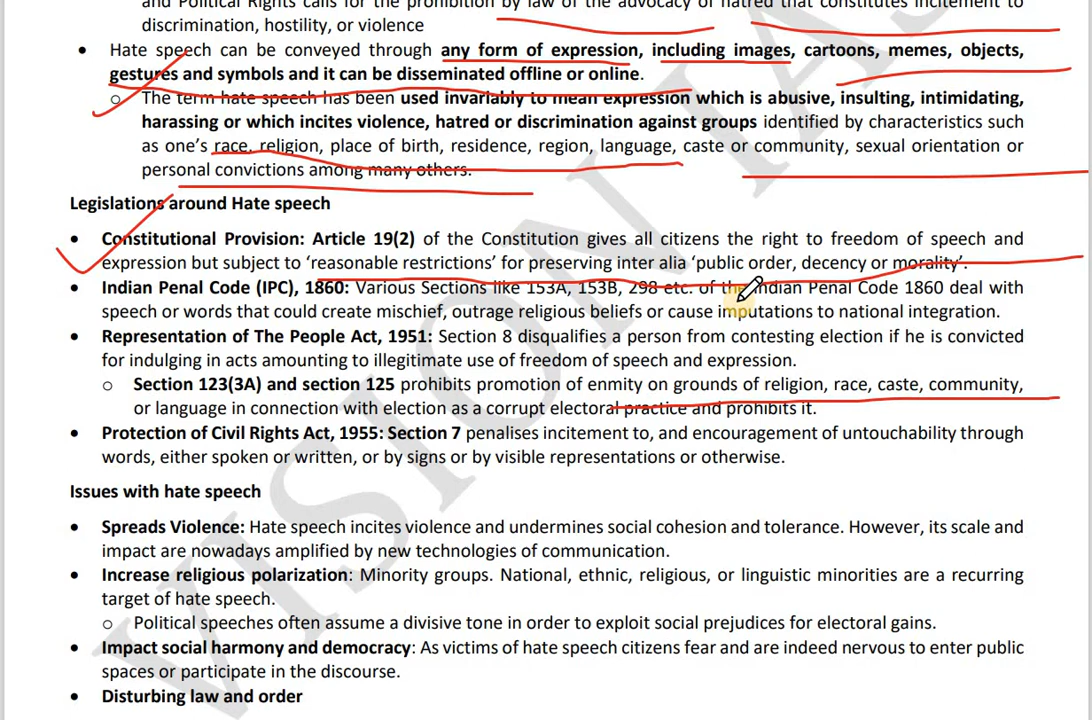 and Political Rights calls for the prohibition by law of the advocacy of hatred that constitutes incitement to
discrimination, hostility, or violence
• Hate speech can be conveyed through any form of expression, including images, cartoons, memes, objects,
gestures and symbols and it can be disseminated offline or online.
o The term hate speech has been used invariably to mean expression which is abusive, insulting, intimidating,
harassing or which incites violence, hatred or discrimination against groups identified by characteristics such
as one's race, religion, place of birth, residence, region, language, caste or community, sexual orientation or
personal convictions among many others.
Legislations around Hate speech
• Constitutional Provision: Article 19(2) of the Constitution gives all citizens the right to freedom of speech and
expression but subject to 'reasonable restrictions' for preserving inter alia 'public order, decency or morality'.
• Indian Penal Code (IPC), 1860: Various Sections like 153A, 153B, 298 etc. of the Indian Penal Code 1860 deal with
speech or words that could create mischief, outrage religious beliefs or cause imputations to national integration.
• Representation of The People Act, 1951: Section 8 disqualifies a person from contesting election if he is convicted
for indulging in acts amounting to illegitimate use of freedom of speech and expression.
o Section 123(3A) and section 125 prohibits promotion of enmity on grounds of religion, race, caste, community,
or language in connection with election as a corrupt electoral practice and prohibits it.
• Protection of Civil Rights Act, 1955: Section 7 penalises incitement to, and encouragement of untouchability through
words, either spoken or written, or by signs or by visible representations or otherwise.
Issues with hate speech
• Spreads Violence: Hate speech incites violence and undermines social cohesion and tolerance. However, its scale and
impact are nowadays amplified by new technologies of communication.
• Increase religious polarization: Minority groups. National, ethnic, religious, or linguistic minorities are a recurring
target of hate speech.
o Political speeches often assume a divisive tone in order to exploit social prejudices for electoral gains.
• Impact social harmony and democracy: As victims of hate speech citizens fear and are indeed nervous to enter public
spaces or participate in the discourse.
• Disturbing law and order
VISION IAS